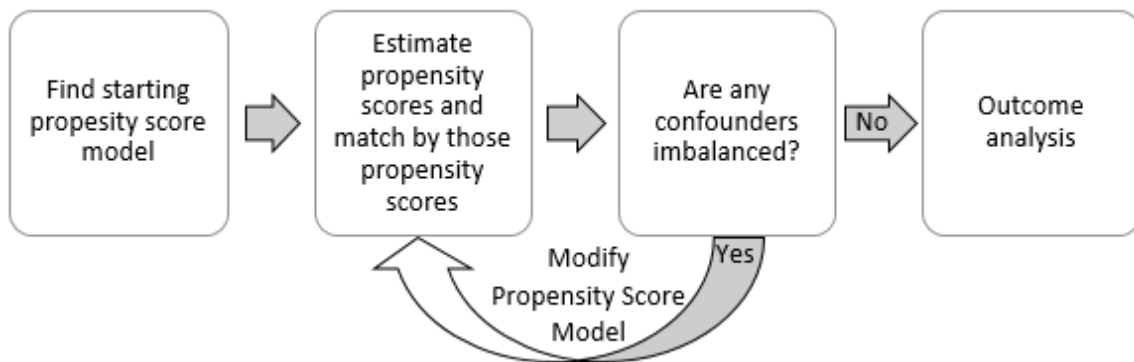 Find starting
propesity score
model
Estimate
propensity
scores and
match by those
propensity
scores
Are any
confounders
imbalanced?
No
Outcome
analysis
Yes
Modify
Propensity Score
Model